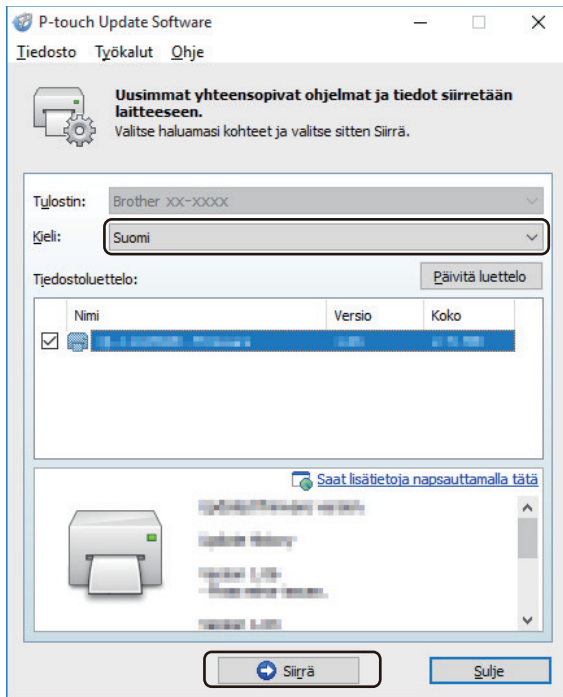 P-touch Update Software
Tiedosto Työkalut Ohje
Uusimmat yhteensopivat ohjelmat ja tiedot siirretään
laitteeseen.
Valitse haluamasi kohteet ja valitse sitten Siirrä.
Tulostin: Brother XX-XXXX
Kieli: Suomi
Tiedostoluettelo: Päivitä luettelo
Nimi Versio Koko
Saat lisätietoja napsauttamalla tätä
Siirrä Sulje